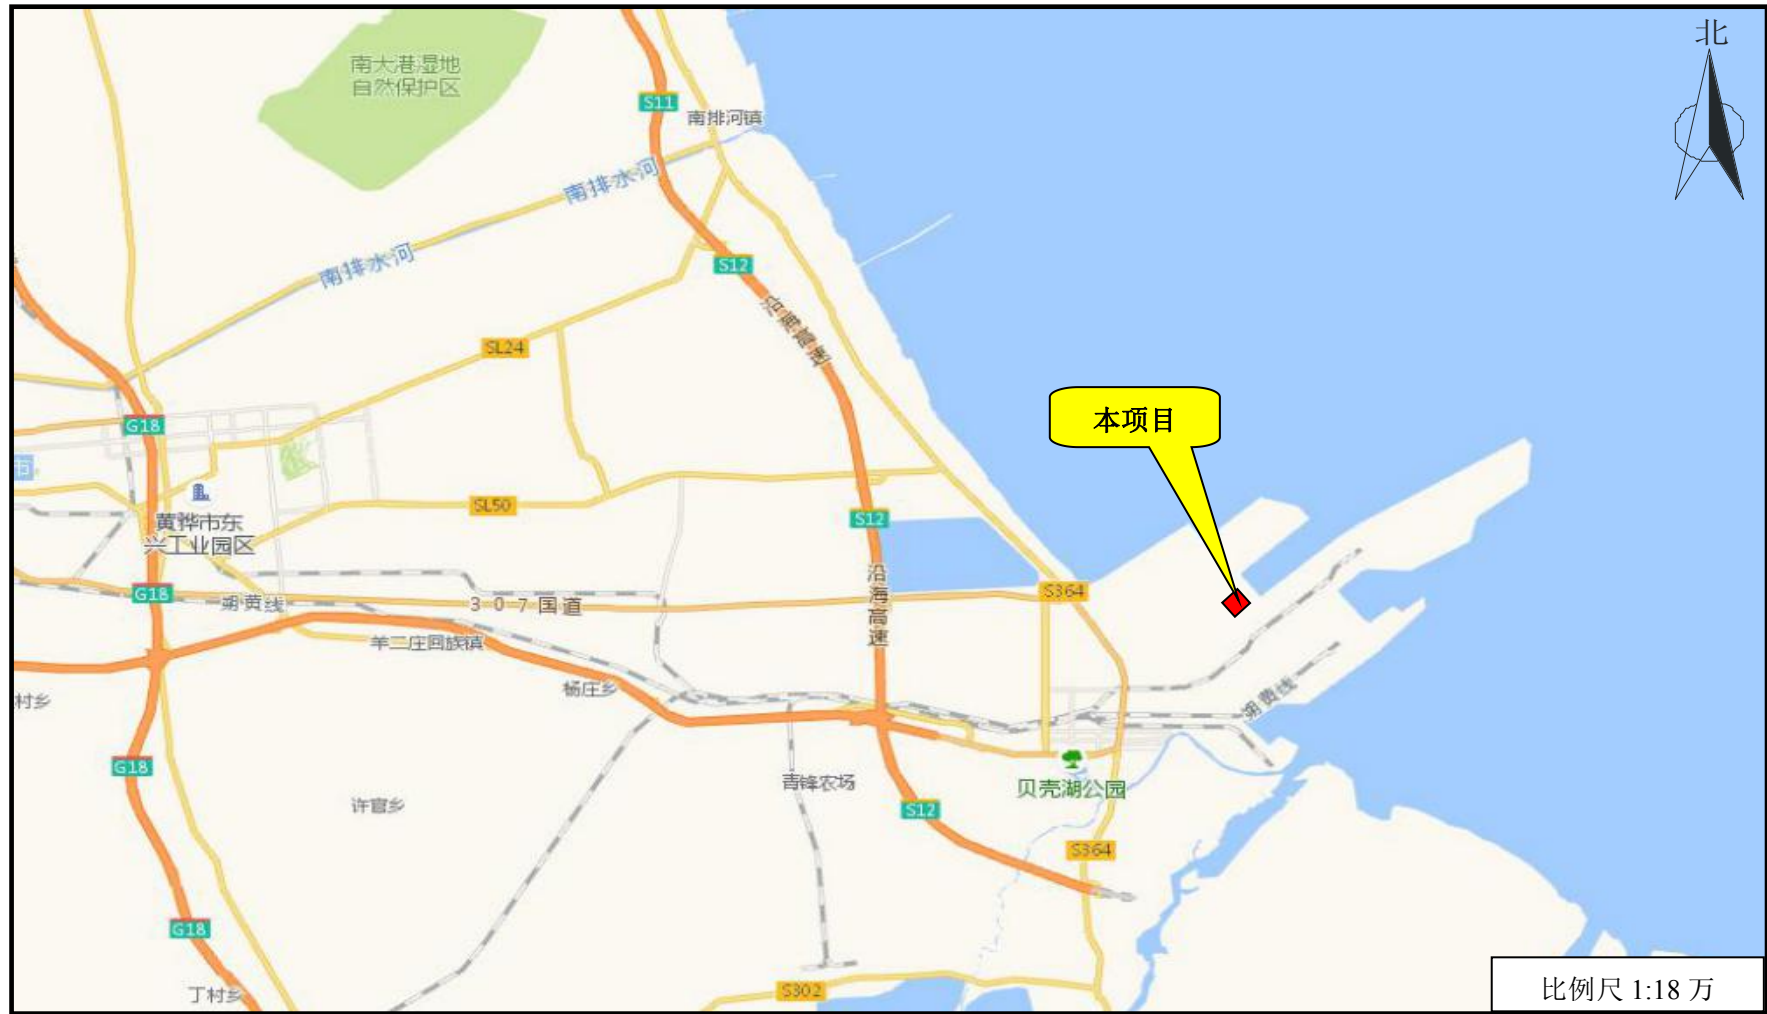 北
南大港湿地
自然保护区
S11
南排河镇
南排水河
南排水河
S12
沿海高速
SL24
本项目
G18
市
SL50
黄骅市东
兴工业园区
S12
沿海高速
S364
G18
朔黄线
307国道
羊二庄回族镇
杨庄乡
村乡
朔黄线
G18
青锋农场
贝壳湖公园
许官乡
S12
S364
G18
丁村乡
S302
比例尺 1:18 万